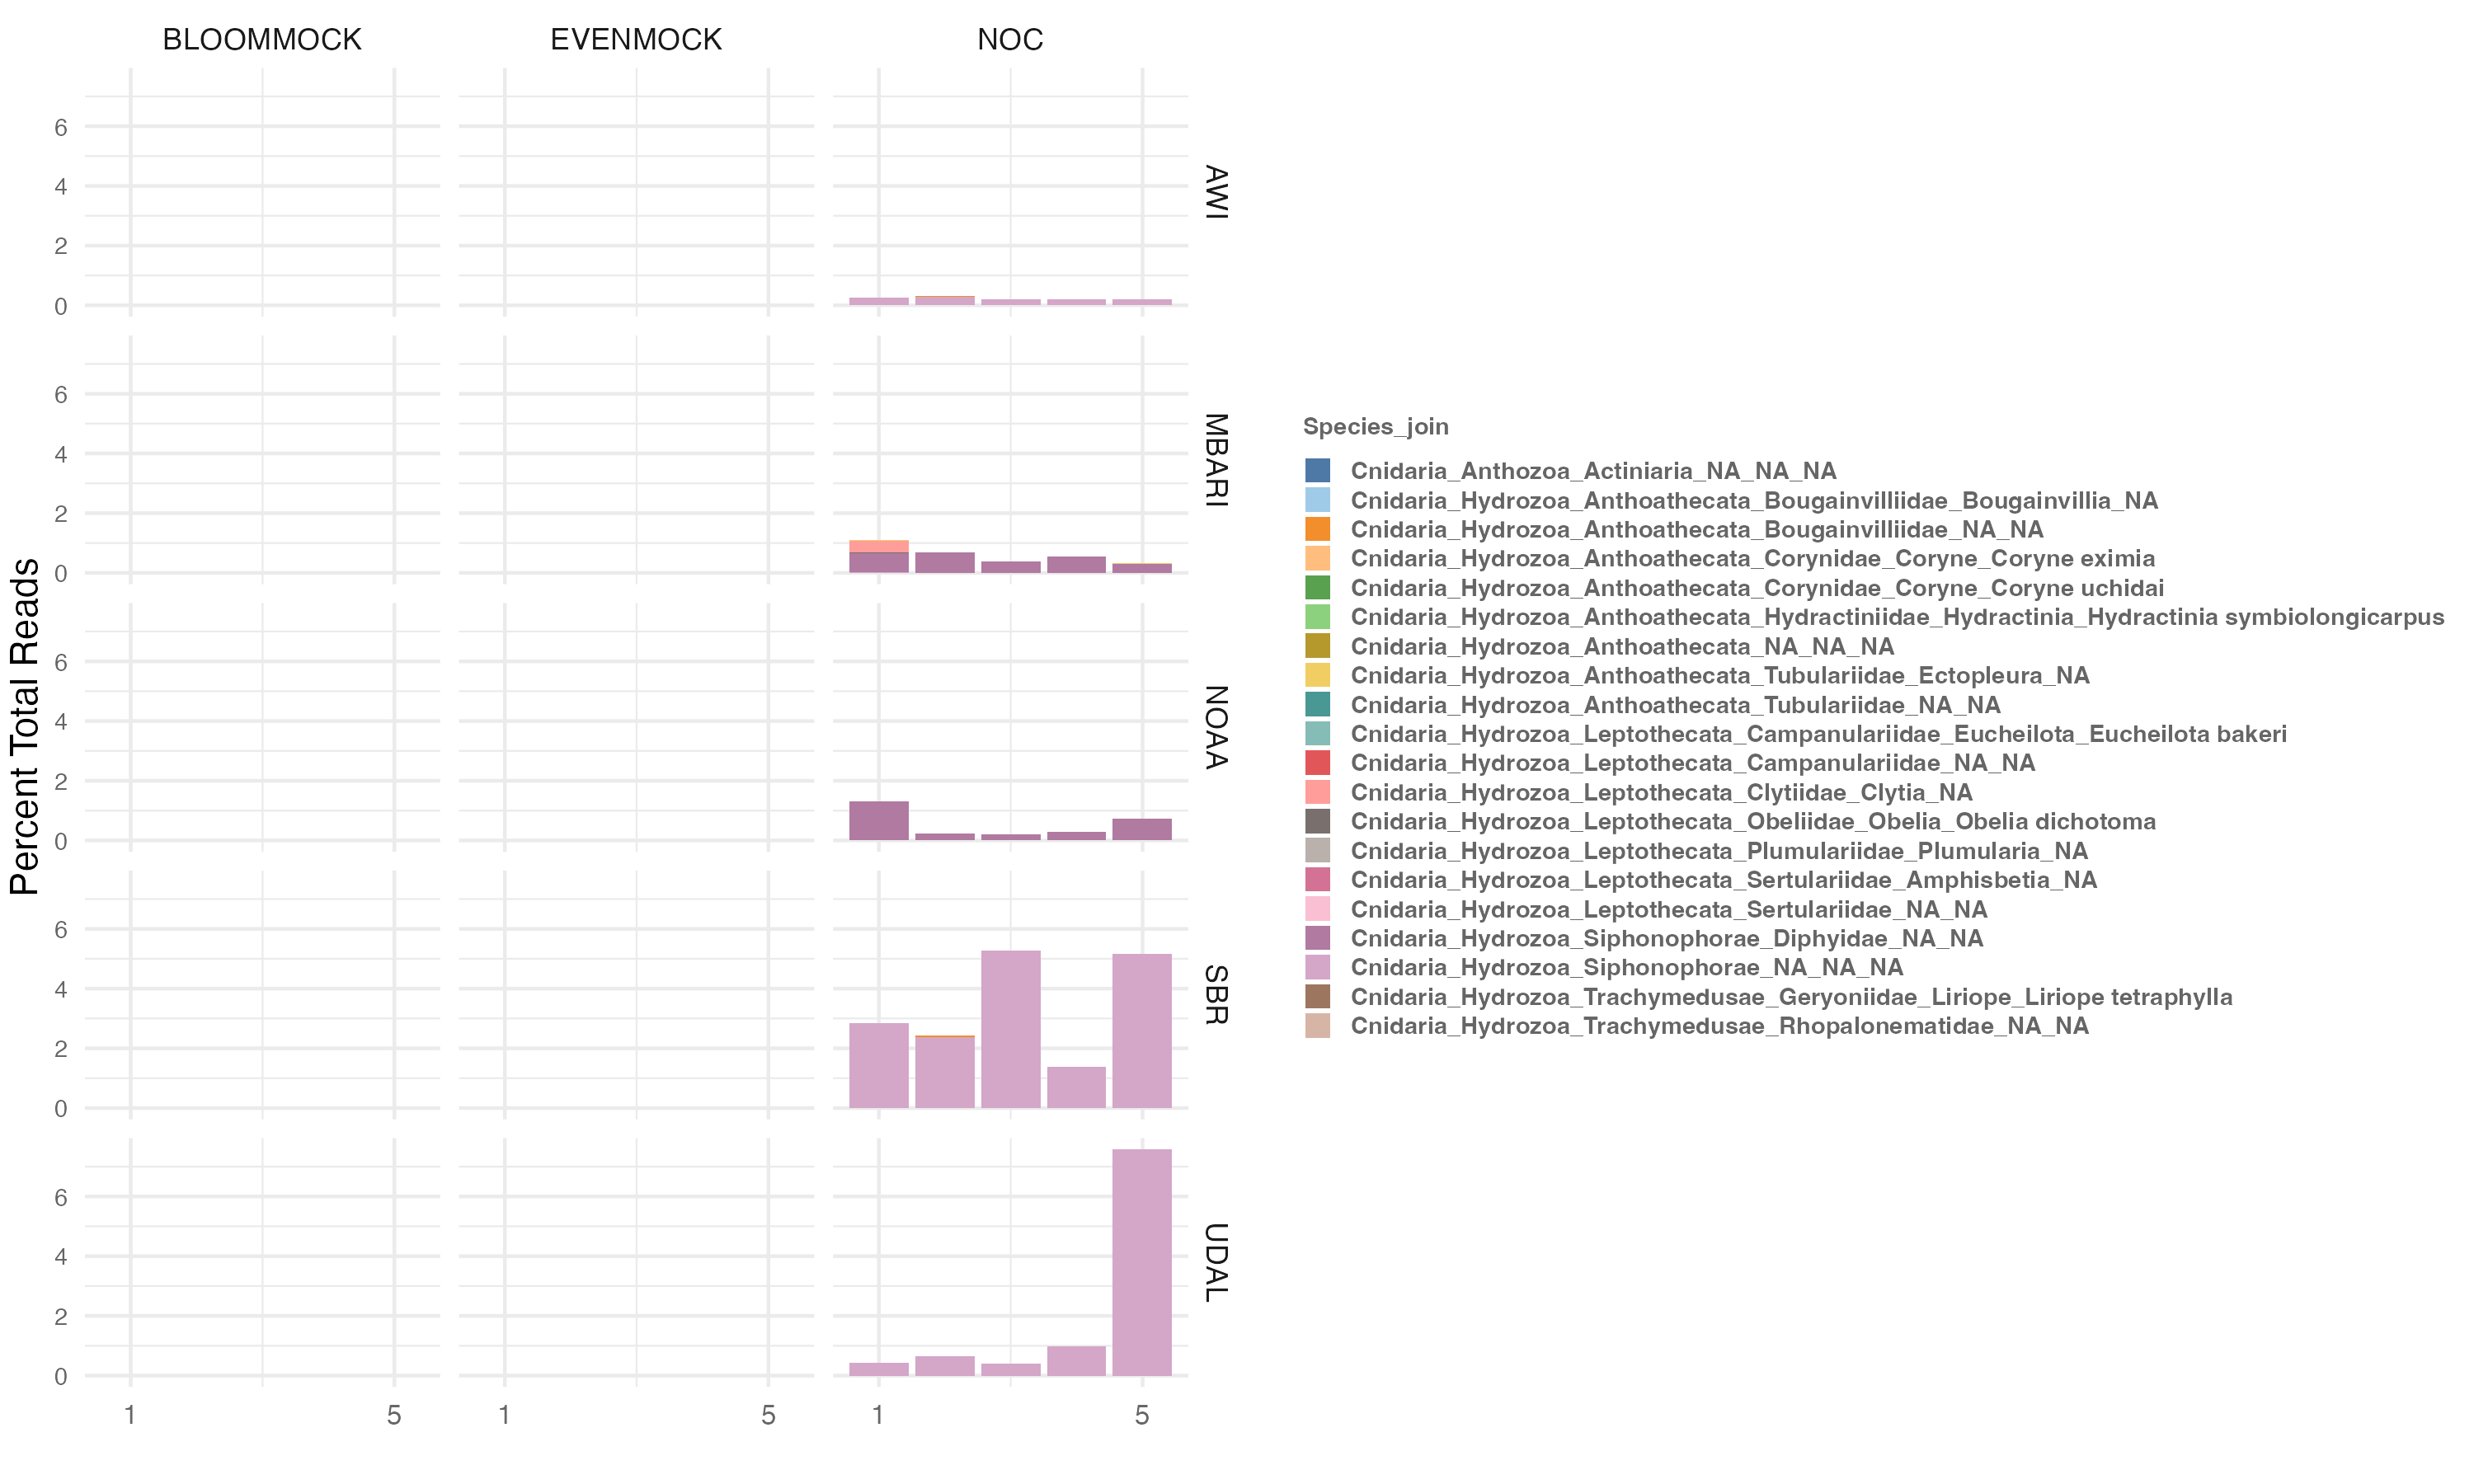 BLOOMMOCK EVENMOCK NOC
Percent Total Reads
6
4
2
0
AWI
6
4
2
0
MBARI
6
4
2
0
NOAA
6
4
2
0
SBR
6
4
2
0
UDAL
1 5 1 5 1 5
Species_join
Cnidaria_Anthozoa_Actiniaria_NA_NA_NA
Cnidaria_Hydrozoa_Anthoathecata_Bougainvilliidae_Bougainvillia_NA
Cnidaria_Hydrozoa_Anthoathecata_Bougainvilliidae_NA_NA
Cnidaria_Hydrozoa_Anthoathecata_Corynidae_Coryne_Coryne eximia
Cnidaria_Hydrozoa_Anthoathecata_Corynidae_Coryne_Coryne uchidai
Cnidaria_Hydrozoa_Anthoathecata_Hydractiniidae_Hydractinia_Hydractinia symbiolongicarpus
Cnidaria_Hydrozoa_Anthoathecata_NA_NA_NA
Cnidaria_Hydrozoa_Anthoathecata_Tubulariidae_Ectopleura_NA
Cnidaria_Hydrozoa_Anthoathecata_Tubulariidae_NA_NA
Cnidaria_Hydrozoa_Leptothecata_Campanulariidae_Eucheilota_Eucheilota bakeri
Cnidaria_Hydrozoa_Leptothecata_Campanulariidae_NA_NA
Cnidaria_Hydrozoa_Leptothecata_Clytiidae_Clytia_NA
Cnidaria_Hydrozoa_Leptothecata_Obeliidae_Obelia_Obelia dichotoma
Cnidaria_Hydrozoa_Leptothecata_Plumulariidae_Plumularia_NA
Cnidaria_Hydrozoa_Leptothecata_Sertulariidae_Amphisbetia_NA
Cnidaria_Hydrozoa_Leptothecata_Sertulariidae_NA_NA
Cnidaria_Hydrozoa_Siphonophorae_Diphyidae_NA_NA
Cnidaria_Hydrozoa_Siphonophorae_NA_NA_NA
Cnidaria_Hydrozoa_Trachymedusae_Geryoniidae_Liriope_Liriope tetraphylla
Cnidaria_Hydrozoa_Trachymedusae_Rhopalonematidae_NA_NA